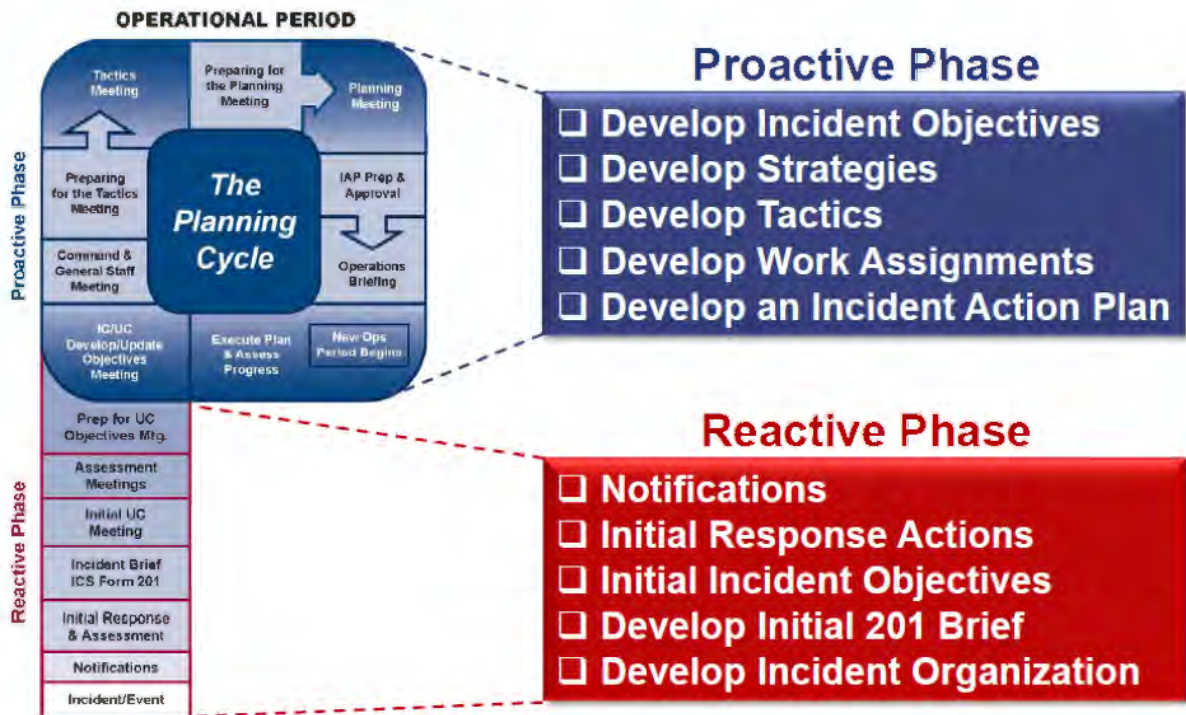 OPERATIONAL PERIOD
Tactics
Meeting
Preparing for
the Planning
Meeting
Planning
Meeting
Preparing
for the Tactics
Meeting
The
Planning
Cycle
IAP Prep &
Approval
Command &
General Staff
Meeting
Operations
Briefing
IC/UC
Develop/Update
Objectives
Meeting
Execute Plan
& Assess
Progress
New Ops
Period Begins
Proactive Phase
Prep for UC
Objectives Mtg.
Assessment
Meetings
Initial UC
Meeting
Incident Brief
ICS Form 201
Initial Response
& Assessment
Notifications
Incident/Event
Reactive Phase
Proactive Phase
❑ Develop Incident Objectives
❑ Develop Strategies
❑ Develop Tactics
❑ Develop Work Assignments
❑ Develop an Incident Action Plan
Reactive Phase
❑ Notifications
❑ Initial Response Actions
❑ Initial Incident Objectives
❑ Develop Initial 201 Brief
❑ Develop Incident Organization